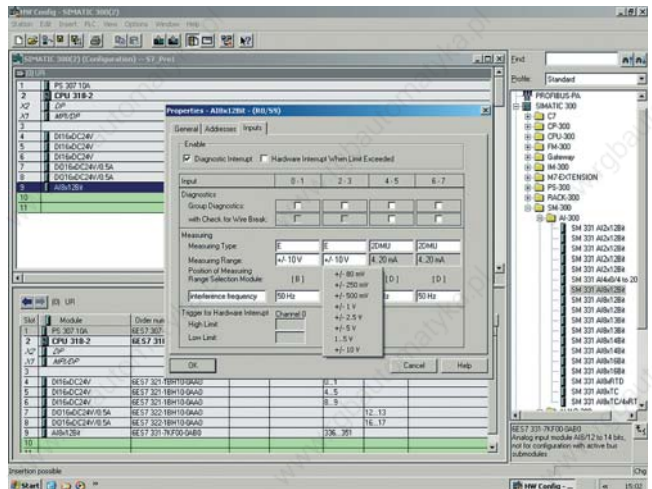 HW Config - SIMATIC 300(2)
Station Edit Insert PLC View Options Window Help
SIMATIC 300(2) (Configuration) -- S7_Pro1
(0) UR
1 PS 307 10A
2 CPU 318-2
X2 DP
X1 MPI/DP
3
4 DI16xDC24V
5 DI16xDC24V
6 DI16xDC24V
7 DO16xDC24V/0.5A
8 DO16xDC24V/0.5A
9 AI8x12Bit
10
11
Properties - AI8x12Bit - (R0/S9)
General Addresses Inputs
Enable
Diagnostic Interrupt Hardware Interrupt When Limit Exceeded
Input 0 - 1 2 - 3 4 - 5 6 - 7
Diagnostics
Group Diagnostics:
with Check for Wire Break:
Measuring
Measuring Type: E E 2DMU 2DMU
Measuring Range: +/- 10 V +/- 10 V 4..20 mA 4..20 mA
Position of Measuring
Range Selection Module: [ B ] [ D ] [ D ]
interference frequency 50 Hz 50 Hz
Trigger for Hardware Interrupt Channel 0
High Limit:
Low Limit:
+/- 80 mV
+/- 250 mV
+/- 500 mV
+/- 1 V
+/- 2.5 V
+/- 5 V
1..5 V
+/- 10 V
OK Cancel Help
(0) UR
Slot Module Order num
1 PS 307 10A 6ES7 307
2 CPU 318-2 6ES7 318
X2 DP
X1 MPI/DP
3
4 DI16xDC24V 6ES7 321-1BH10-0AA0 0...1
5 DI16xDC24V 6ES7 321-1BH10-0AA0 4...5
6 DI16xDC24V 6ES7 321-1BH10-0AA0 8...9
7 DO16xDC24V/0.5A 6ES7 322-1BH10-0AA0 12...13
8 DO16xDC24V/0.5A 6ES7 322-1BH10-0AA0 16...17
9 AI8x12Bit 6ES7 331-7KF00-0AB0 336...351
10
11
Find:
Profile: Standard
PROFIBUS-PA
SIMATIC 300
C7
CP-300
CPU-300
FM-300
Gateway
IM-300
M7-EXTENSION
PS-300
RACK-300
SM-300
AI-300
SM 331 AI2x12Bit
SM 331 AI2x12Bit
SM 331 AI2x12Bit
SM 331 AI2x12Bit
SM 331 AI8x12Bit
SM 331 AI8x12Bit
SM 331 AI8x12Bit
SM 331 AI8x14Bit
SM 331 AI8x16Bit
SM 331 AI8x16Bit
SM 331 AI8xRTD
SM 331 AI8xTC
SM 331 AI8xTC/4xRT
6ES7 331-7KF00-0AB0
Analog input module AI8/12 to 14 bits,
not for configuration with active bus
submodules
Insertion possible Chg
Start HW Config - ... 15:02
www.rgbautomatyka.pl